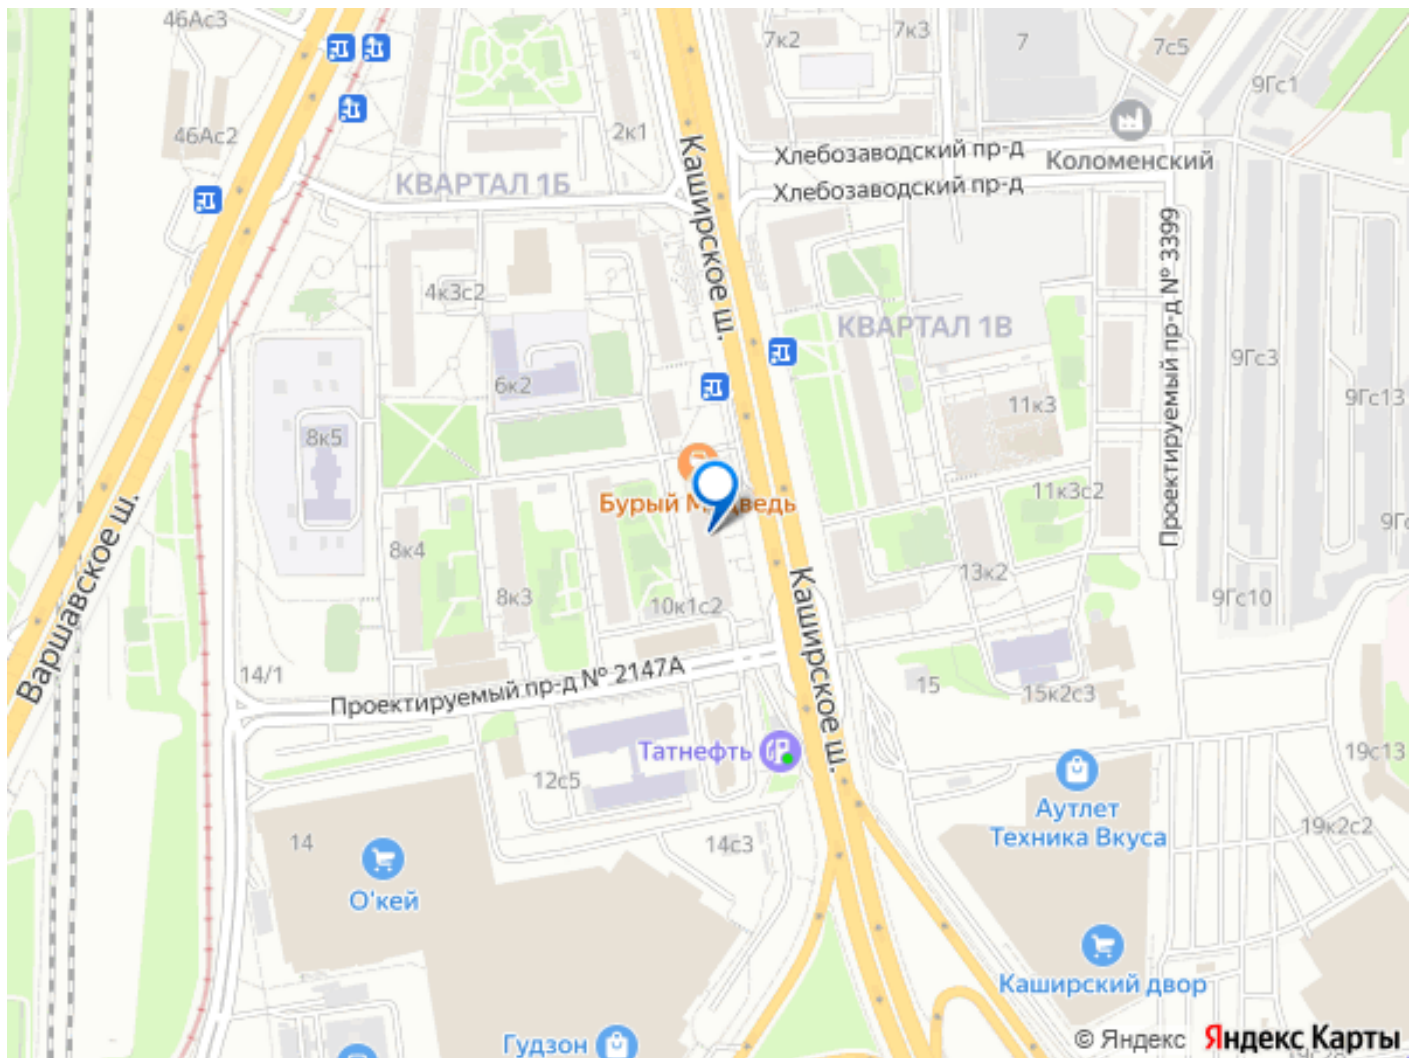 46Ас3
7к2
7к3
7
7с5
9Гс1
46Ас2
2к1
Каширское ш.
Хлебозаводский пр-д
Коломенский
КВАРТАЛ 1Б
Хлебозаводский пр-д
Проектируемый пр-д № 3399
4к3с2
КВАРТАЛ 1В
9Гс3
6к2
9Гс13
11к3
8к5
Бурый М
дведь
11к3с2
Варшавское ш.
8к4
13к2
8к3
10к1с2
9Гс10
Каширское ш.
14/1
Проектируемый пр-д № 2147А
15
15к2с3
Татнефть
19с13
12с5
Аутлет
Техника Вкуса
19к2с2
14
14с3
О'кей
Каширский двор
Гудзон
© Яндекс Яндекс Карты